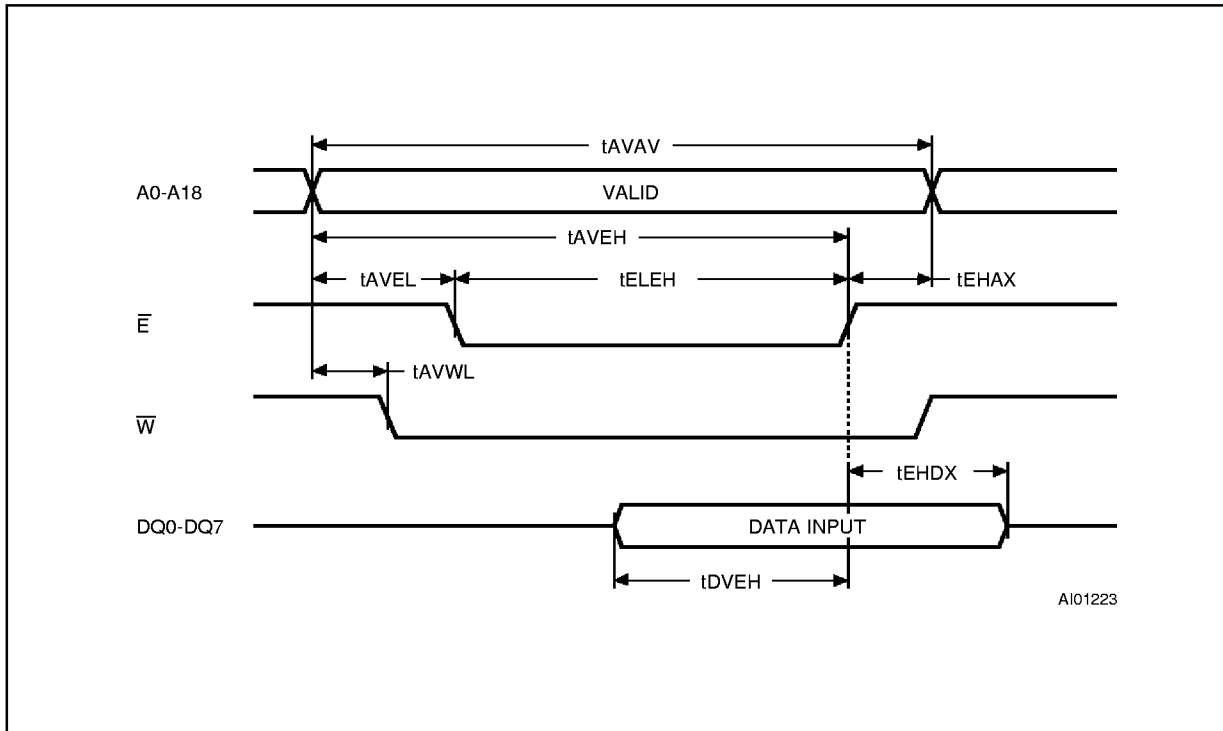 tAVAV
A0-A18
VALID
tAVEH
tAVEL
tELEH
tEHAX
E̅
tAVWL
W̅
tEHDX
DQ0-DQ7
DATA INPUT
tDVEH
AI01223